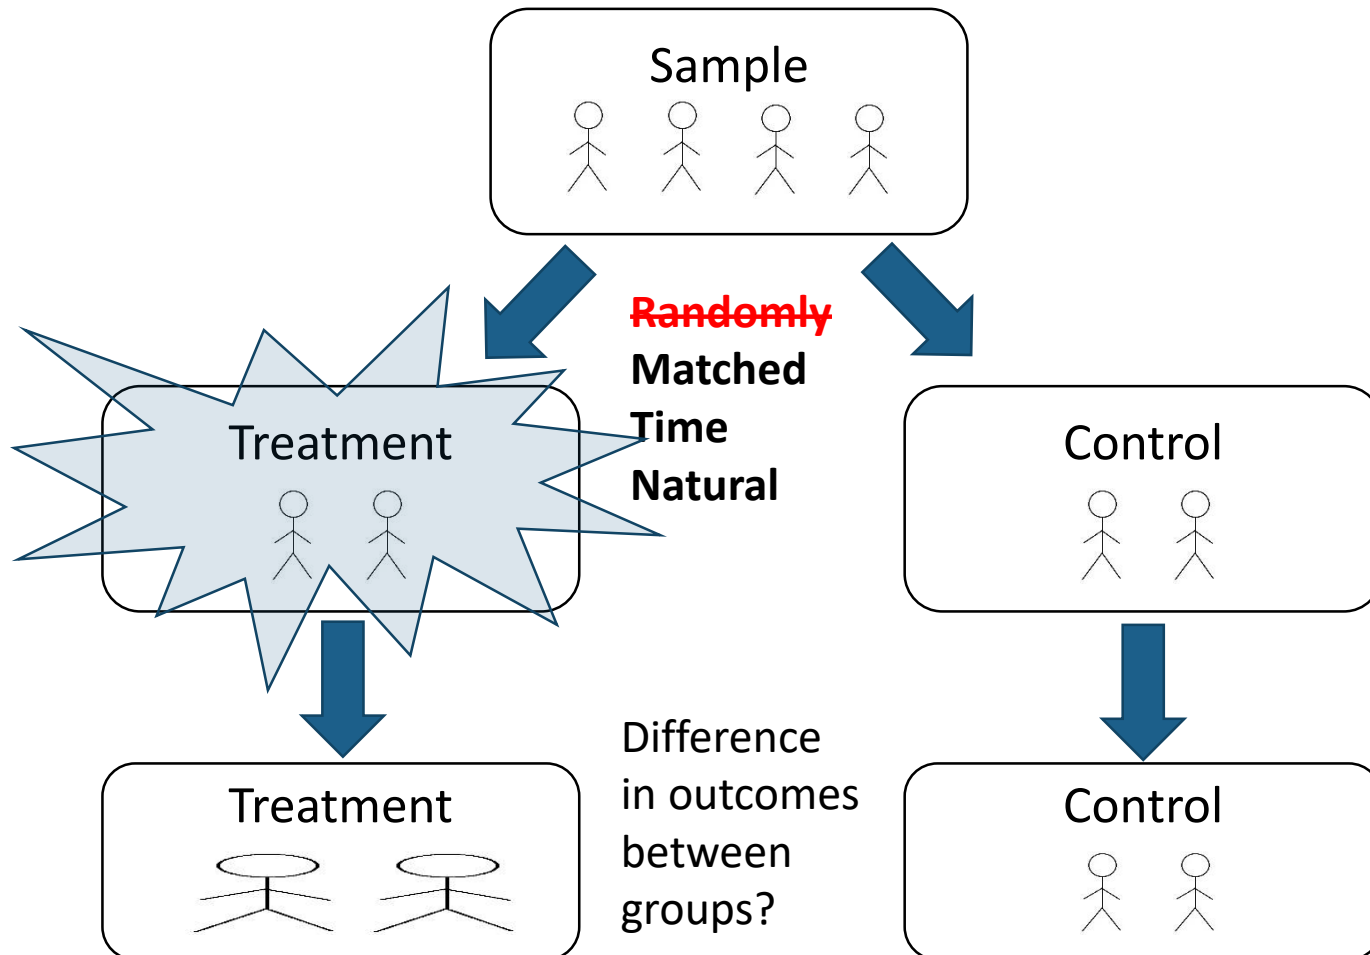 Sample
Randomly
Matched
Time
Natural
Treatment
Control
Difference
in outcomes
between
groups?
Treatment
Control